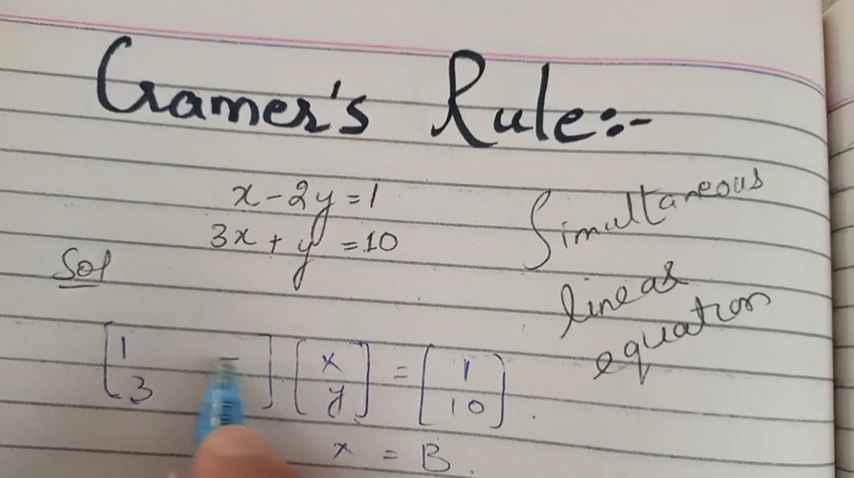 Cramer's Rule:-
x - 2y = 1
3x + y = 10
Simultaneous
linear
equation
Sol
[1 -
3 ] [x
y] = [1
10].
x = B.